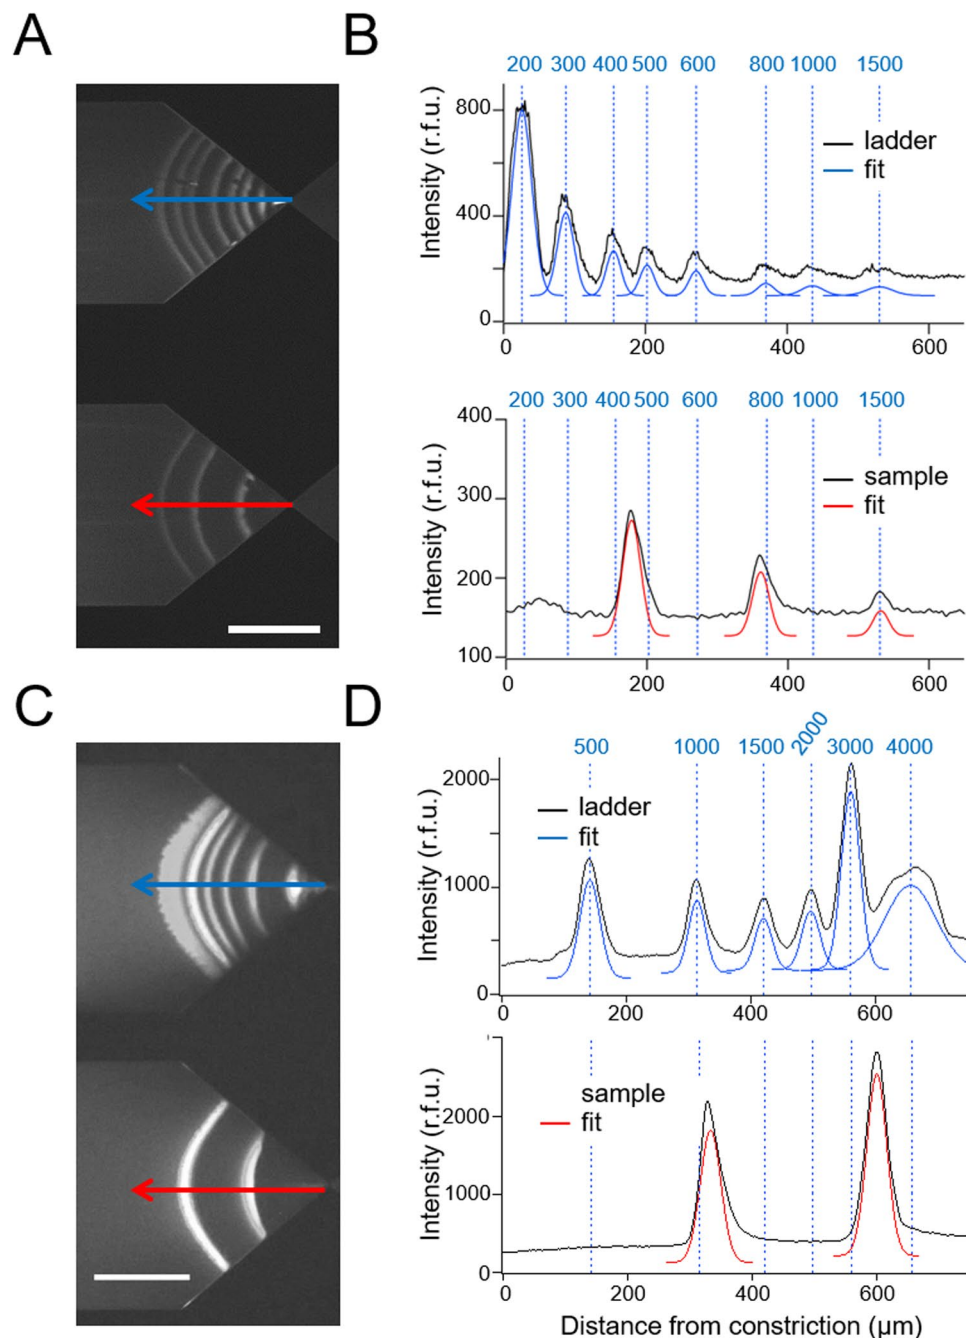 A
B
200 300 400 500 600 800 1000 1500
Intensity (r.f.u.)
800
400
0
ladder
fit
0 200 400 600
200 300 400 500 600 800 1000 1500
Intensity (r.f.u.)
400
300
200
100
sample
fit
0 200 400 600
C
D
500 1000 1500 2000 3000 4000
Intensity (r.f.u.)
2000
1000
0
ladder
fit
0 200 400 600
Intensity (r.f.u.)
2000
1000
0
sample
fit
0 200 400 600
Distance from constriction (µm)